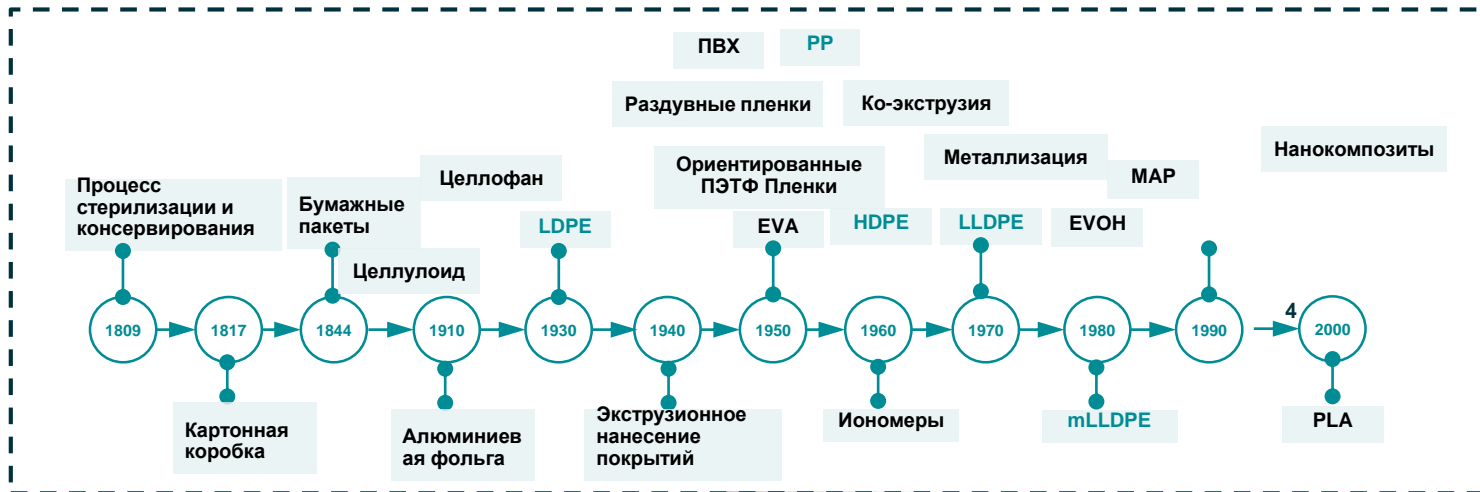 ПВХ
PP
Раздувные пленки
Ко-экструзия
Нанокомпозиты
Металлизация
Ориентированные
ПЭТФ Пленки
MAP
Целлофан
Процесс
стерилизации и
консервирования
Бумажные
пакеты
LDPE
EVA
HDPE
LLDPE
EVOH
Целлулоид
1809
1817
1844
1910
1930
1940
1950
1960
1970
1980
1990
4
2000
Картонная
коробка
Алюминиев
ая фольга
Экструзионное
нанесение
покрытий
Иономеры
mLLDPE
PLA